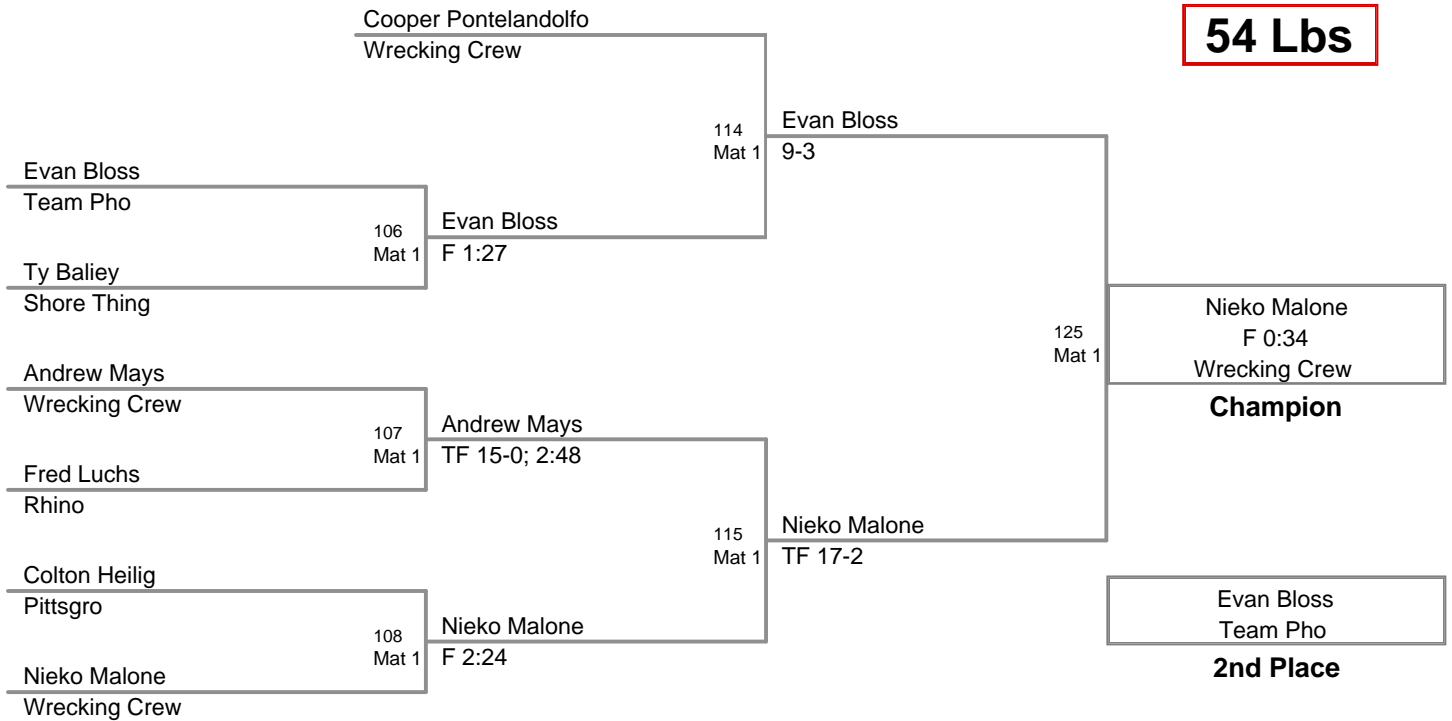 Cooper Pontelandolfo
Wrecking Crew
54 Lbs
114
Mat 1
Evan Bloss
9-3
Evan Bloss
Team Pho
106
Mat 1
Evan Bloss
F 1:27
Ty Baliey
Shore Thing
Nieko Malone
F 0:34
Wrecking Crew
Champion
125
Mat 1
Andrew Mays
Wrecking Crew
107
Mat 1
Andrew Mays
TF 15-0; 2:48
Fred Luchs
Rhino
115
Mat 1
Nieko Malone
TF 17-2
Colton Heilig
Pittsgro
Evan Bloss
Team Pho
2nd Place
108
Mat 1
Nieko Malone
F 2:24
Nieko Malone
Wrecking Crew